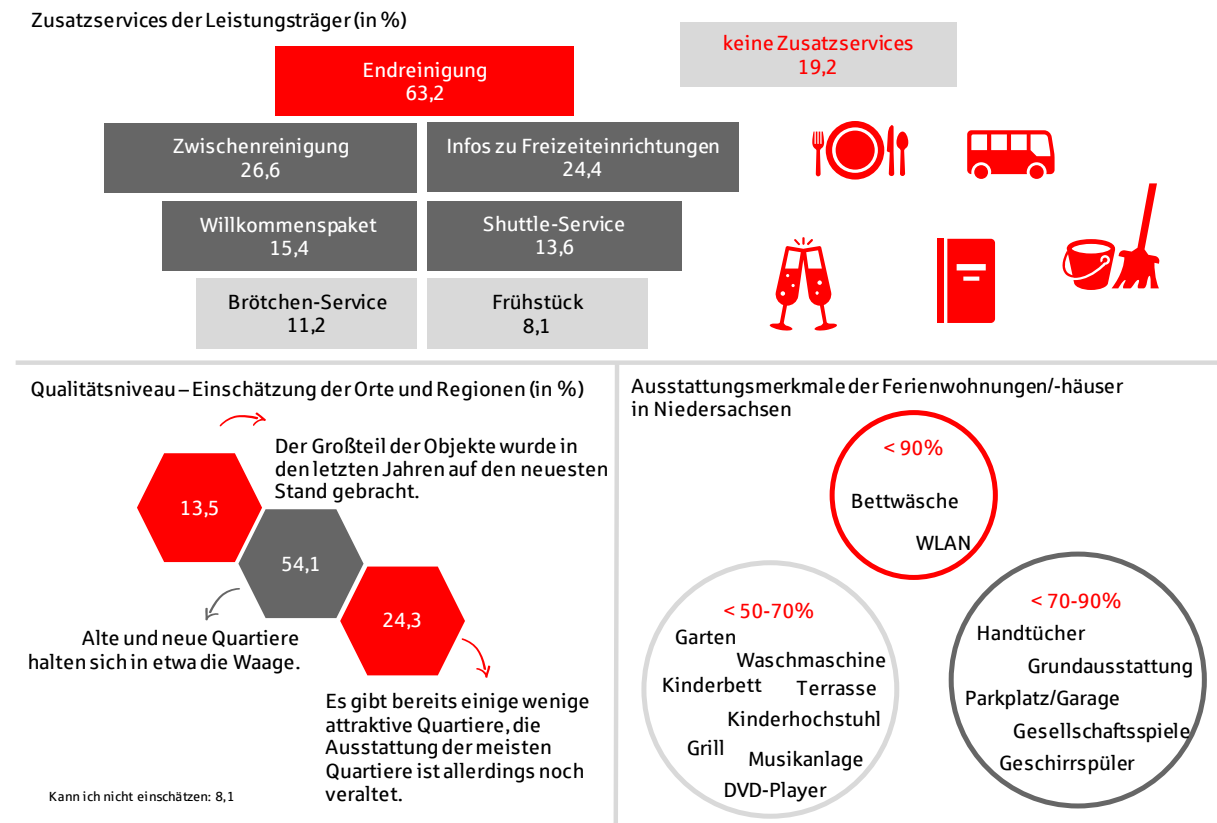 Zusatzservices der Leistungsträger (in %)
keine Zusatzservices
19,2
Endreinigung
63,2
Zwischenreinigung
26,6
Infos zu Freizeiteinrichtungen
24,4
Willkommenspaket
15,4
Shuttle-Service
13,6
Brötchen-Service
11,2
Frühstück
8,1
Qualitätsniveau – Einschätzung der Orte und Regionen (in %)
Der Großteil der Objekte wurde in
den letzten Jahren auf den neuesten
Stand gebracht.
13,5
54,1
24,3
Alte und neue Quartiere
halten sich in etwa die Waage.
Es gibt bereits einige wenige
attraktive Quartiere, die
Ausstattung der meisten
Quartiere ist allerdings noch
veraltet.
Kann ich nicht einschätzen: 8,1
Ausstattungsmerkmale der Ferienwohnungen/-häuser
in Niedersachsen
< 90%
Bettwäsche
WLAN
< 50-70%
Garten
Waschmaschine
Kinderbett
Terrasse
Kinderhochstuhl
Grill
Musikanlage
DVD-Player
< 70-90%
Handtücher
Grundausstattung
Parkplatz/Garage
Gesellschaftsspiele
Geschirrspüler